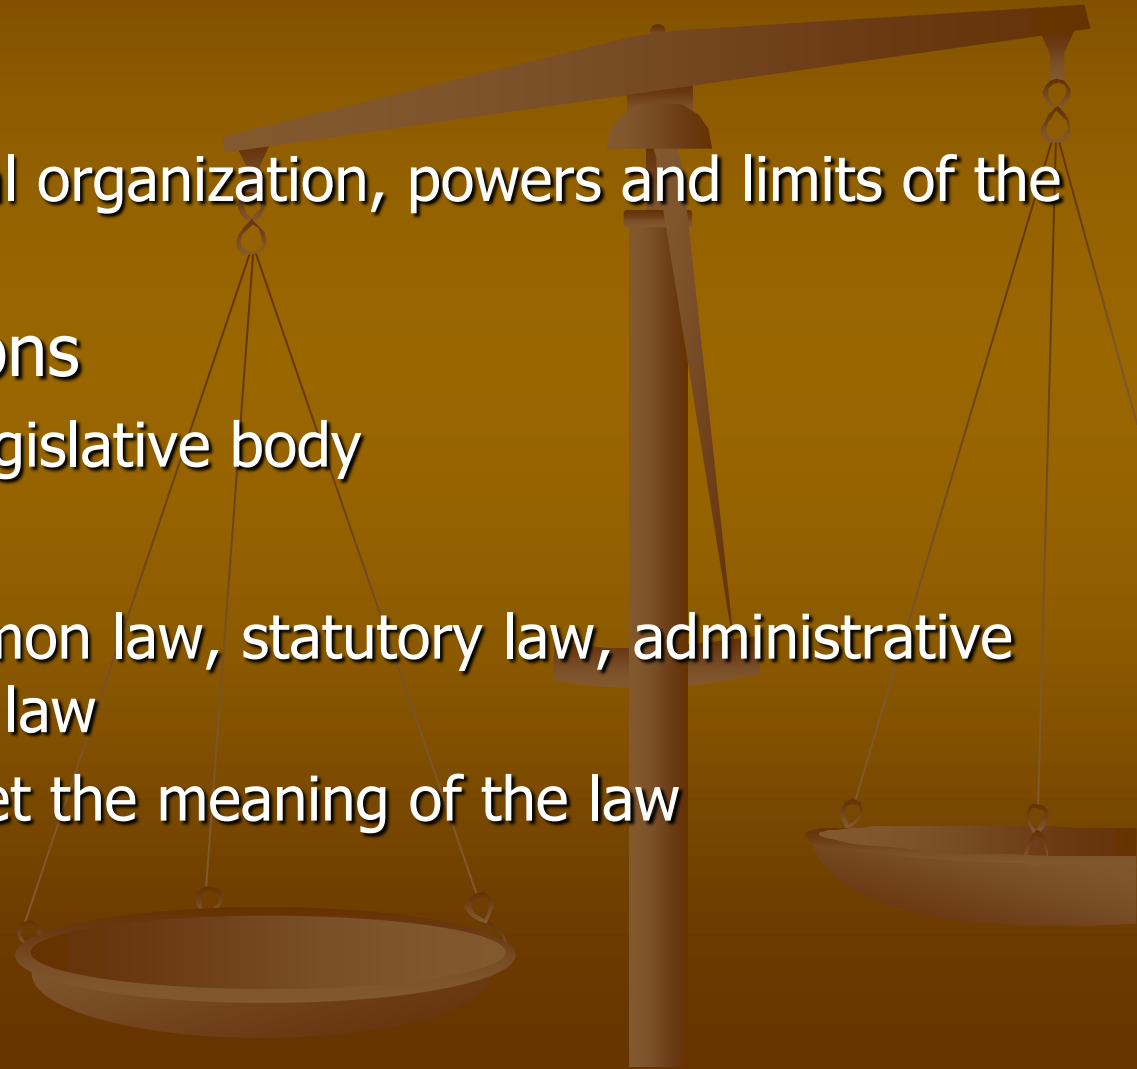 l organization, powers and limits of the
ons
gislative body
mon law, statutory law, administrative
law
et the meaning of the law